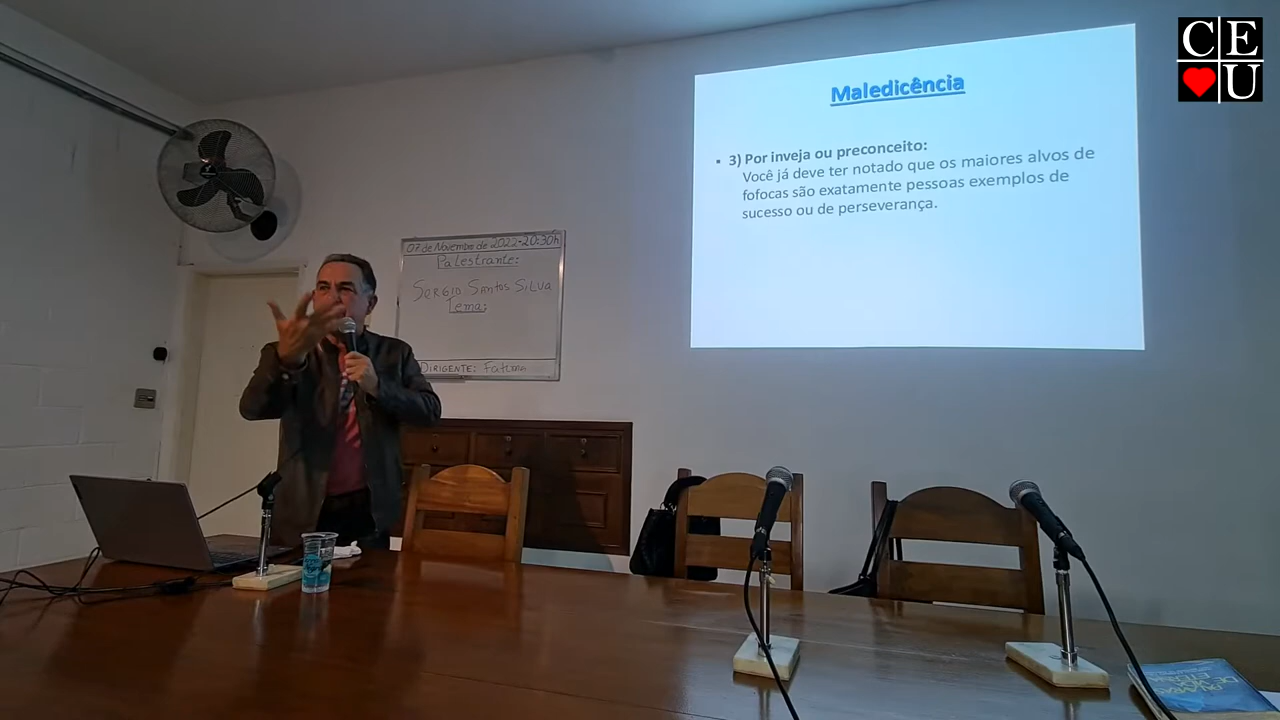 CE
U
Maledicência
▪ 3) Por inveja ou preconceito:
Você já deve ter notado que os maiores alvos de
fofocas são exatamente pessoas exemplos de
sucesso ou de perseverança.
07 de Novembro de 2022-20:30h
Palestrante:
SERGIO SANTOS SILVA
Tema:
DIRIGENTE: Fatima